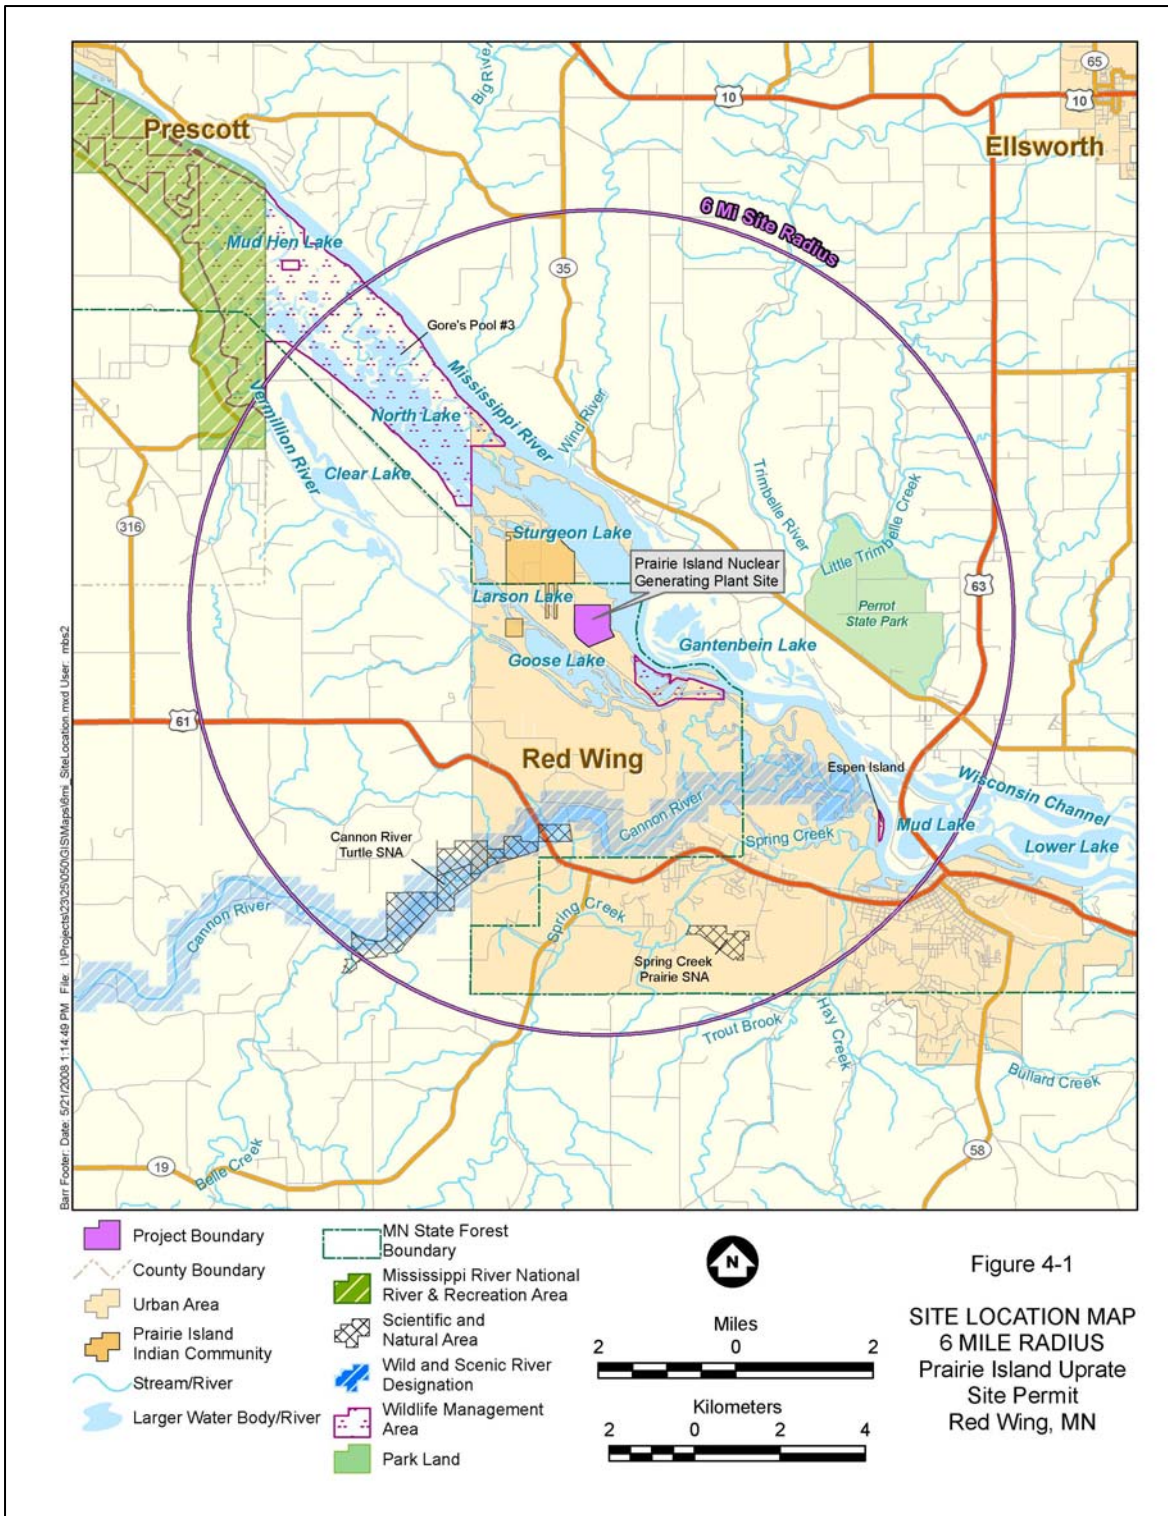 Prescott
Big River
10
65
10
Ellsworth
6 Mi Site Radius
Mud Hen Lake
35
Gore's Pool #3
Mississippi River
Vermillion River
North Lake
Wind River
Clear Lake
Trimbelle River
Little Trimbelle Creek
316
Sturgeon Lake
Prairie Island Nuclear
Generating Plant Site
63
Larson Lake
Perrot
State Park
Gantenbein Lake
Goose Lake
61
Red Wing
Espen Island
Wisconsin Channel
Cannon River
Turtle SNA
Cannon River
Spring Creek
Mud Lake
Lower Lake
Cannon River
Spring Creek
Spring Creek
Prairie SNA
Trout Brook
Hay Creek
Bullard Creek
58
19
Belle Creek
Barr Footer: Date: 5/21/2008 1:14:49 PM File: I:\Projects\23\25\050\GIS\Maps\6mi_SiteLocation.mxd User: mbs2
Project Boundary
County Boundary
Urban Area
Prairie Island
Indian Community
Stream/River
Larger Water Body/River
MN State Forest
Boundary
Mississippi River National
River & Recreation Area
Scientific and
Natural Area
Wild and Scenic River
Designation
Wildlife Management
Area
Park Land
N
Miles
2 0 2
Kilometers
2 0 2 4
Figure 4-1
SITE LOCATION MAP
6 MILE RADIUS
Prairie Island Uprate
Site Permit
Red Wing, MN